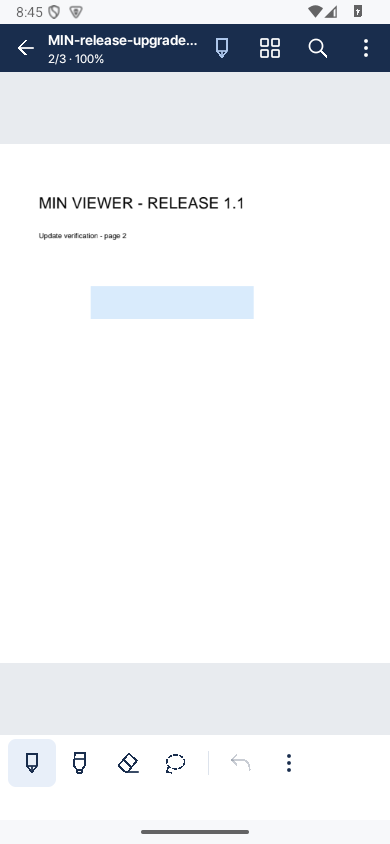 8:45
MIN-release-upgrade...
2/3 · 100%
MIN VIEWER - RELEASE 1.1
Update verification - page 2